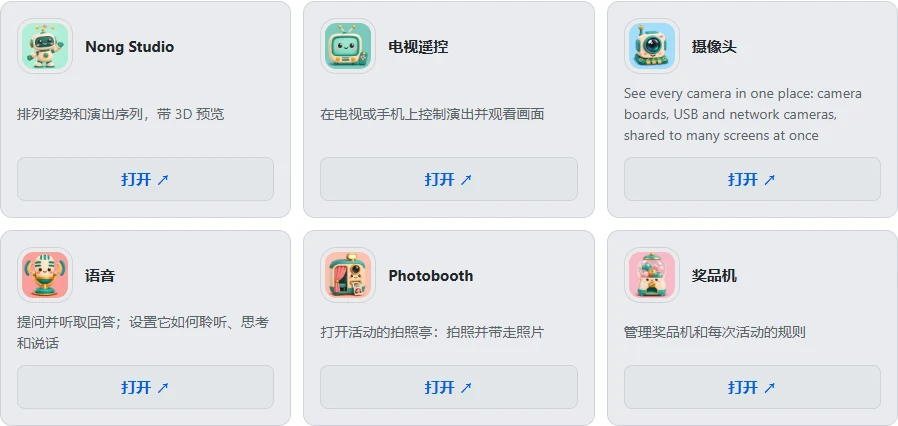 Nong Studio
排列姿势和演出序列，带 3D 预览
打开 ↗
电视遥控
在电视或手机上控制演出并观看画面
打开 ↗
摄像头
See every camera in one place: camera
boards, USB and network cameras,
shared to many screens at once
打开 ↗
语音
提问并听取回答；设置它如何聆听、思考
和说话
打开 ↗
Photobooth
打开活动的拍照亭：拍照并带走照片
打开 ↗
奖品机
管理奖品机和每次活动的规则
打开 ↗